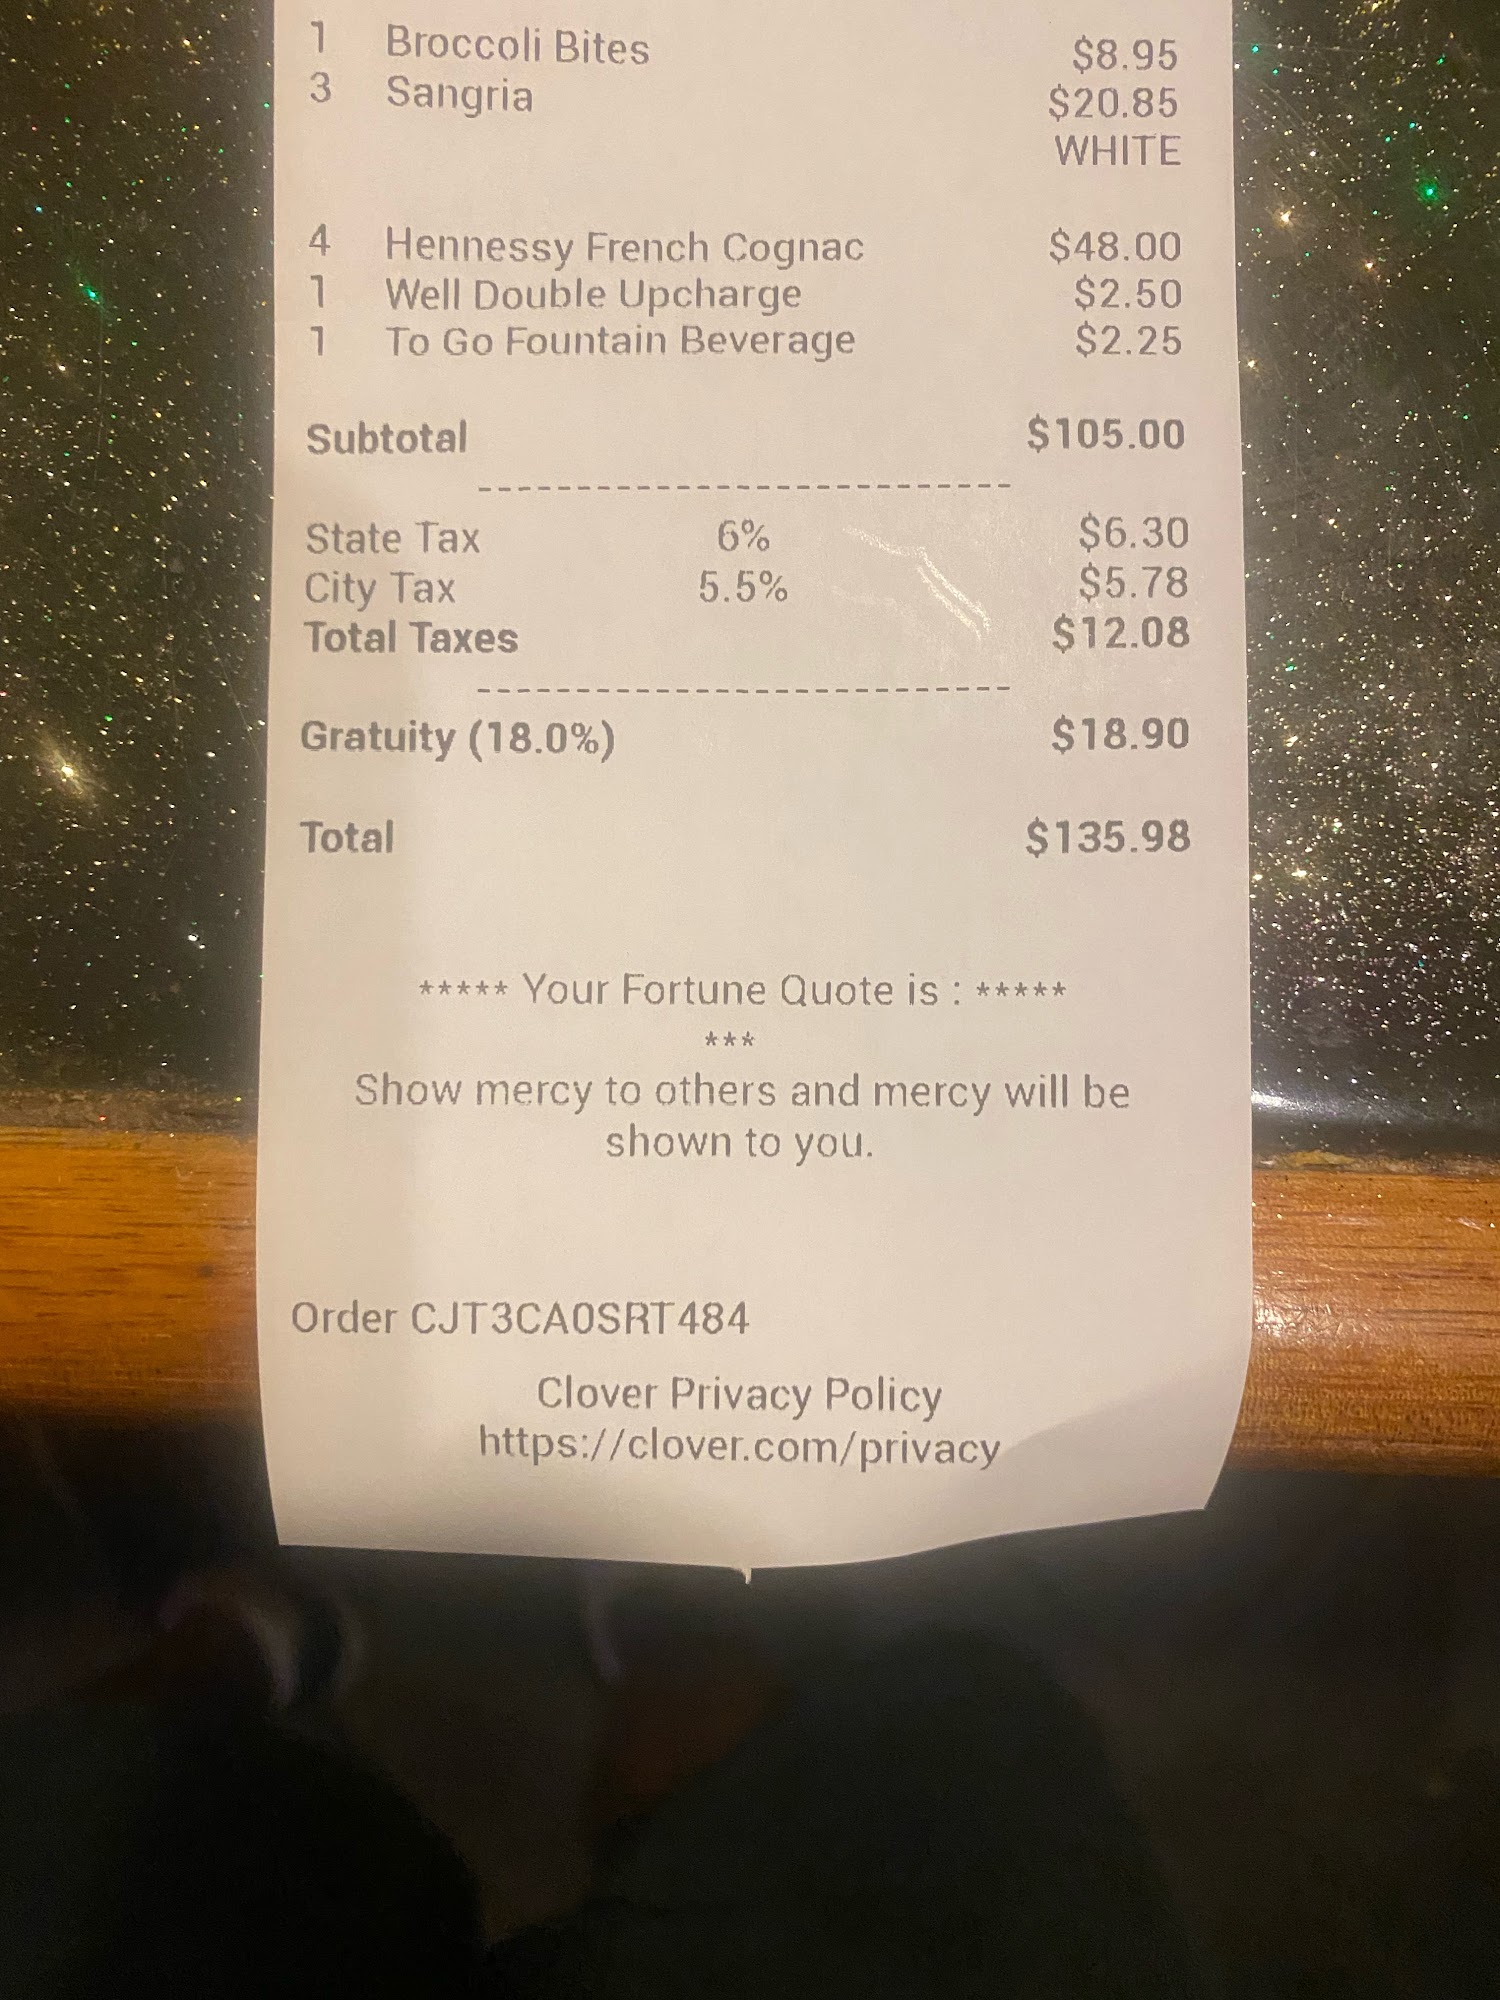 1 Broccoli Bites $8.95
3 Sangria $20.85
WHITE
4 Hennessy French Cognac $48.00
1 Well Double Upcharge $2.50
1 To Go Fountain Beverage $2.25
Subtotal $105.00
---------------------------
State Tax 6% $6.30
City Tax 5.5% $5.78
Total Taxes $12.08
---------------------------
Gratuity (18.0%) $18.90
Total $135.98
***** Your Fortune Quote is : *****
***
Show mercy to others and mercy will be
shown to you.
Order CJT3CA0SRT484
Clover Privacy Policy
https://clover.com/privacy